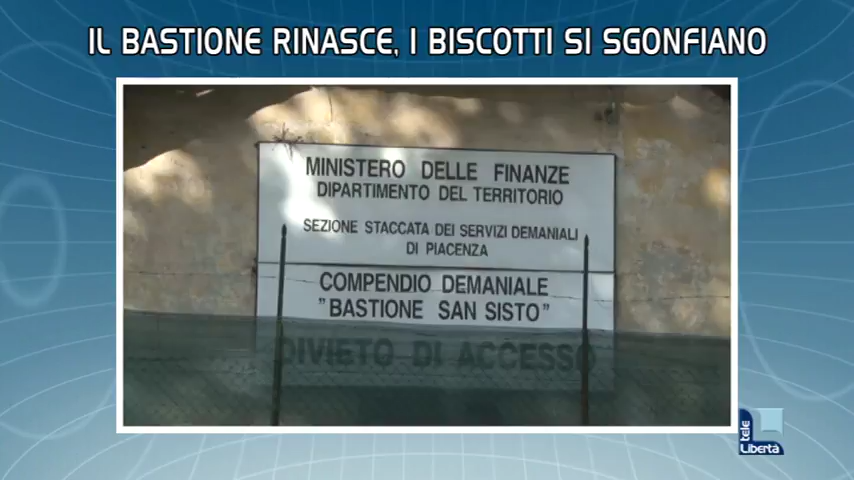 IL BASTIONE RINASCE, I BISCOTTI SI SGONFIANO
MINISTERO DELLE FINANZE
DIPARTIMENTO DEL TERRITORIO
SEZIONE STACCATA DEI SERVIZI DEMANIALI
DI PIACENZA
COMPENDIO DEMANIALE
"BASTIONE SAN SISTO"
DIVIETO DI ACCESSO
tele
Libertà